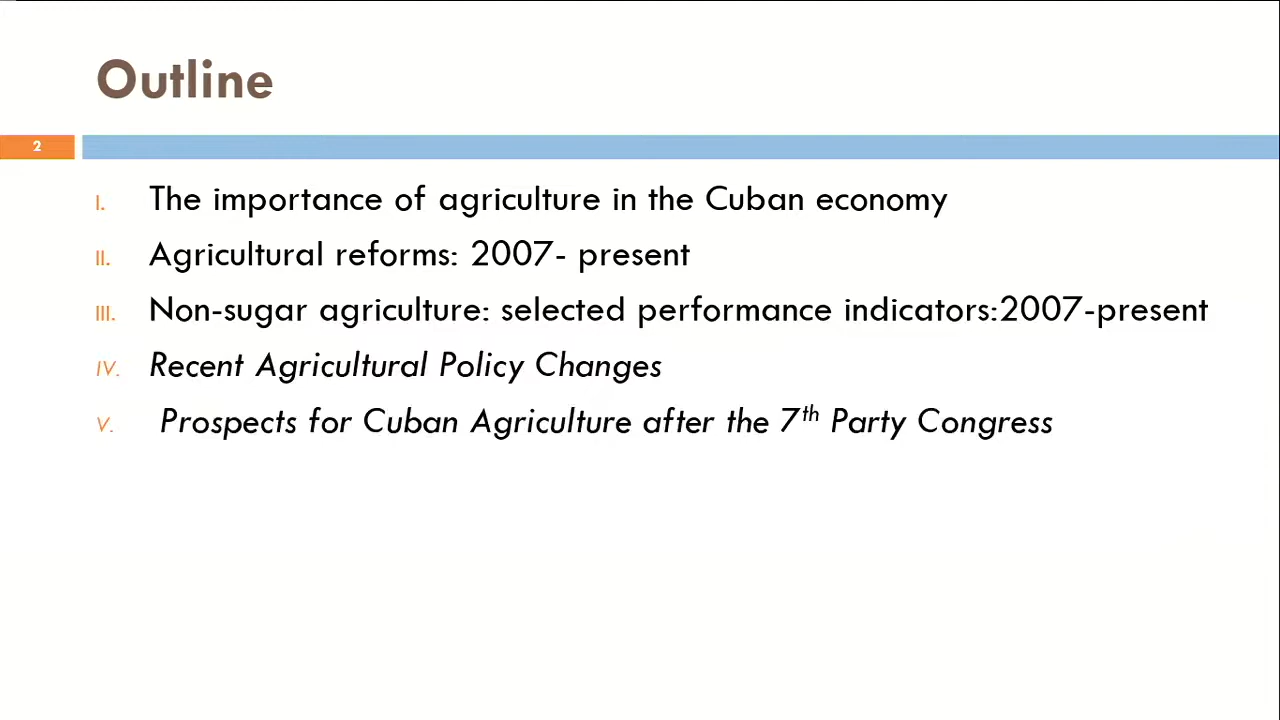 Outline
2
I. The importance of agriculture in the Cuban economy
II. Agricultural reforms: 2007- present
III. Non-sugar agriculture: selected performance indicators:2007-present
IV. Recent Agricultural Policy Changes
V. Prospects for Cuban Agriculture after the 7th Party Congress